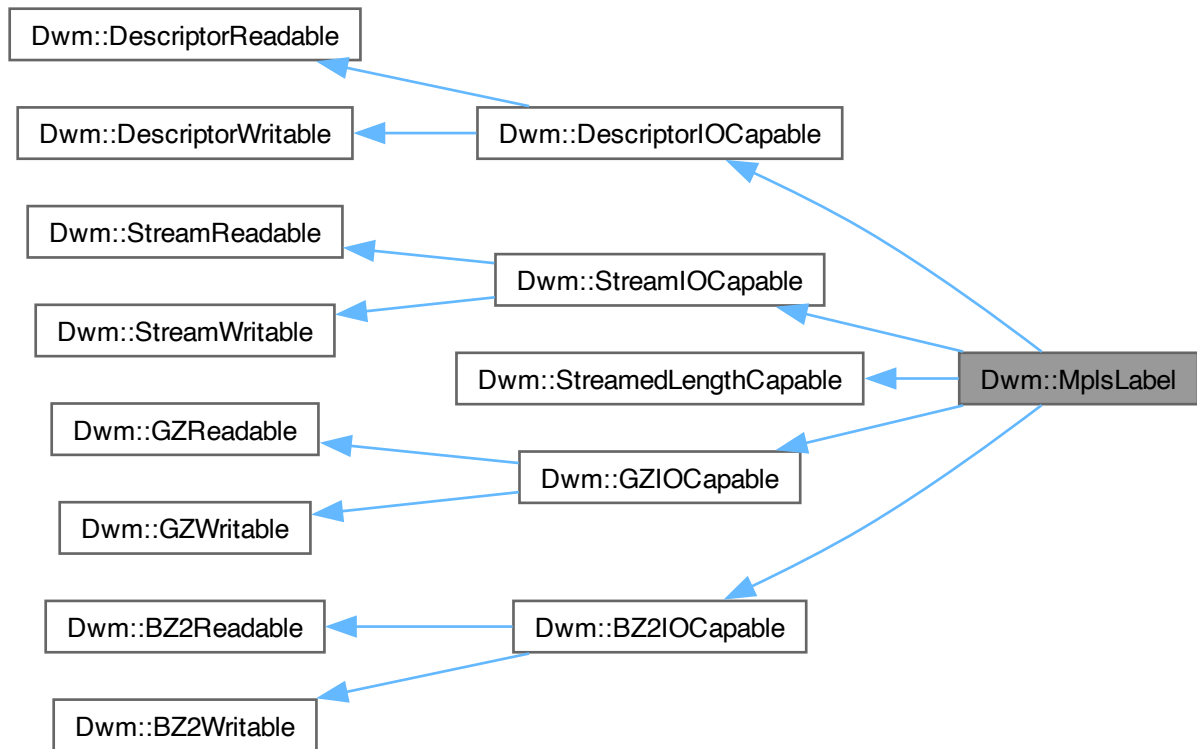 Dwm::DescriptorReadable
Dwm::DescriptorWritable
Dwm::DescriptorIOCapable
Dwm::StreamReadable
Dwm::StreamIOCapable
Dwm::StreamWritable
Dwm::StreamedLengthCapable
Dwm::MplsLabel
Dwm::GZReadable
Dwm::GZIOCapable
Dwm::GZWritable
Dwm::BZ2Readable
Dwm::BZ2IOCapable
Dwm::BZ2Writable